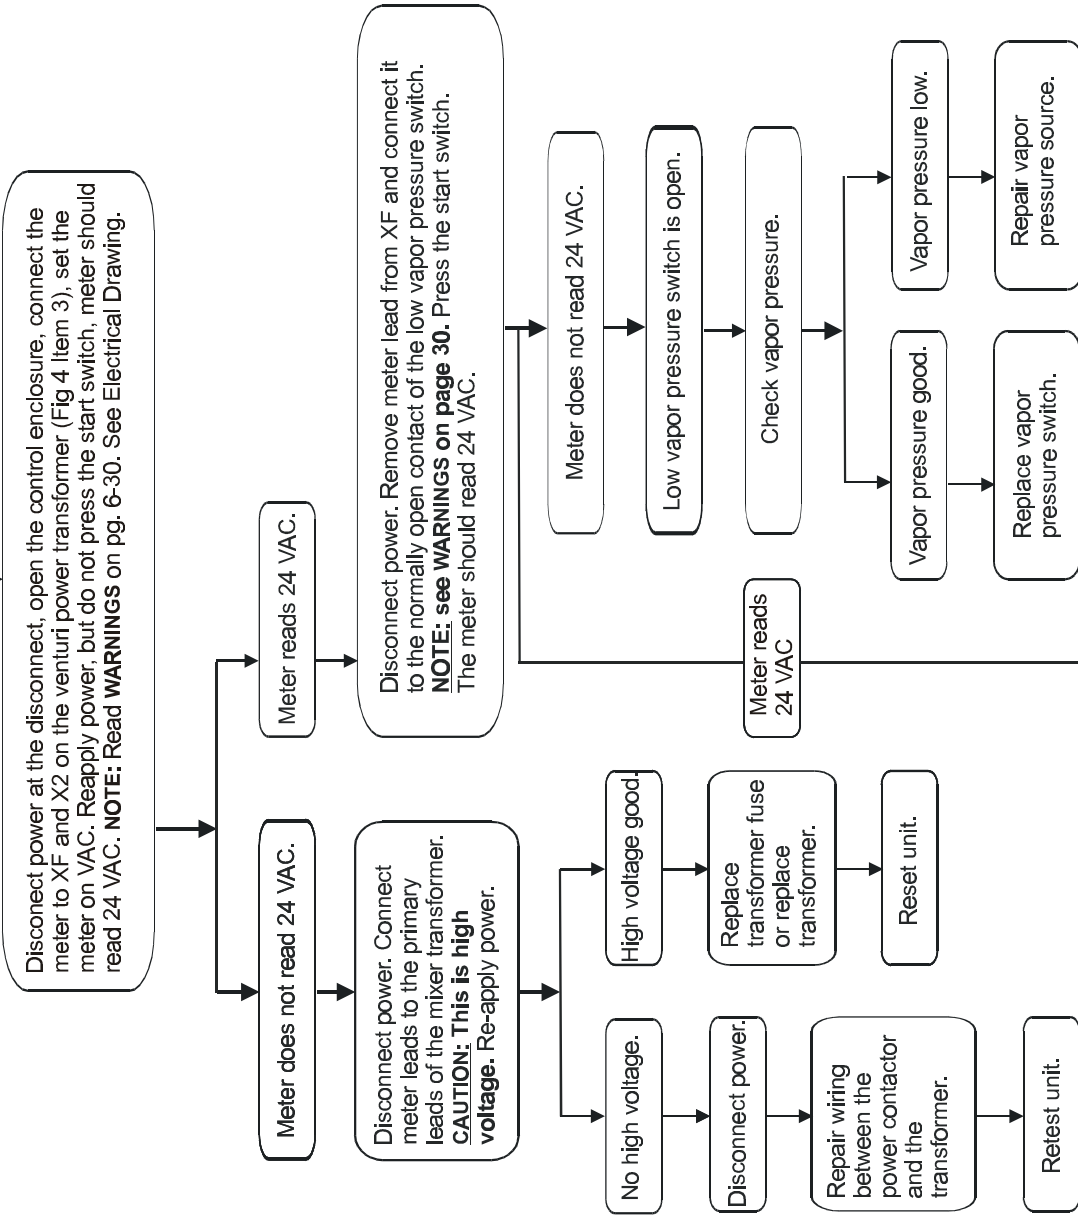 Disconect power at the disconnect, open the control enclosure, connect the
meter to XF and X2 on the venturi power transformer (Fig 4 Item 3), set the
meter on VAC. Reapply power, but do not press the start switch, meter should
read 24 VAC. NOTE: Read WARNINGS on pg. 6-30. See Electrical Drawing.
Meter does not read 24 VAC.
Meter reads 24 VAC.
Disconnect power. Connect
meter leads to the primary
leads of the mixer transformer.
CAUTION: This is high
voltage. Re-apply power.
Disconnect power. Remove meter lead from XF and connect it
to the normally open contact of the low vapor pressure switch.
NOTE: see WARNINGS on page 30. Press the start switch.
The meter should read 24 VAC.
No high voltage.
High voltage good.
Disconnect power.
Replace
transformer fuse
or replace
transformer.
Repair wiring
between the
power contactor
and the
transformer.
Reset unit.
Retest unit.
Meter reads
24 VAC
Meter does not read 24 VAC.
Low vapor pressure switch is open.
Check vapor pressure.
Vapor pressure good.
Vapor pressure low.
Replace vapor
pressure switch.
Repair vapor
pressure source.